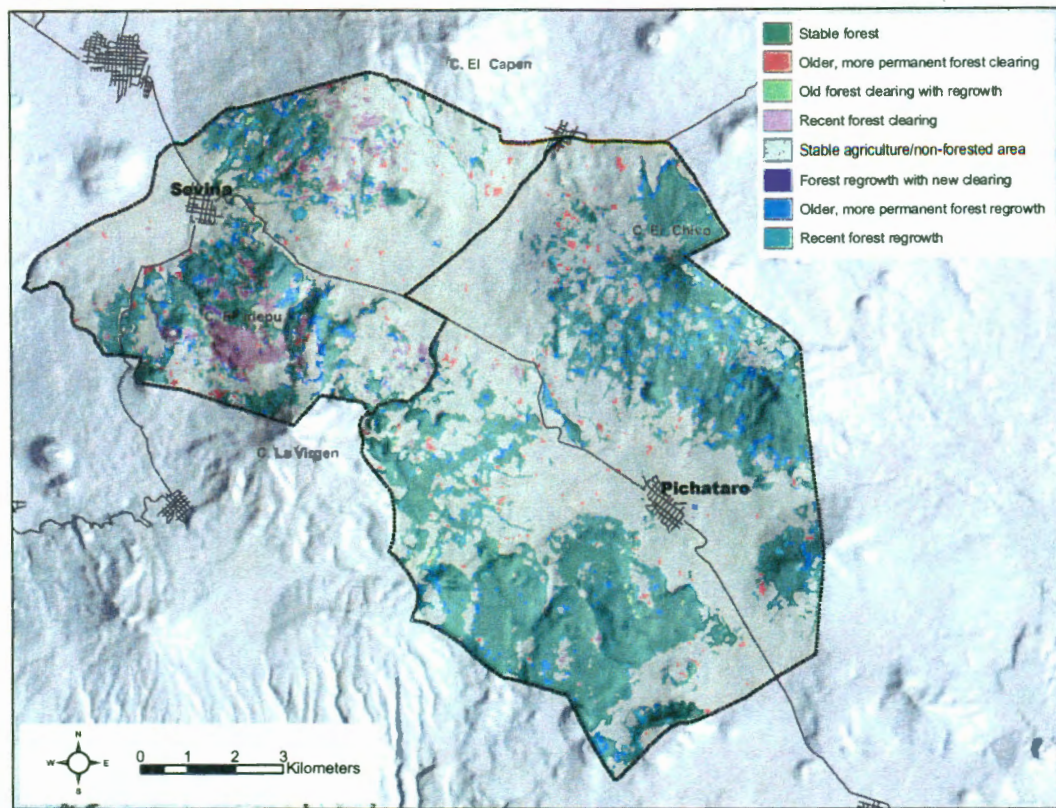 C. El Capen
Stable forest
Older, more permanent forest clearing
Old forest clearing with regrowth
Recent forest clearing
Stable agriculture/non-forested area
Forest regrowth with new clearing
Older, more permanent forest regrowth
Recent forest regrowth
Sevina
C. El Chivo
C. La Virgen
Pichataro
N
W E
S
0 1 2 3
Kilometers